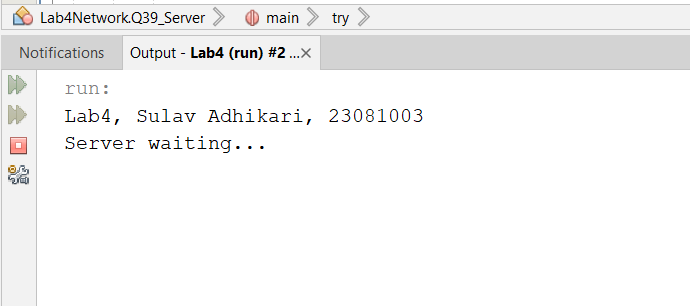 Lab4Network.Q39_Server main try
Notifications Output - Lab4 (run) #2 ...
run:
Lab4, Sulav Adhikari, 23081003
Server waiting...